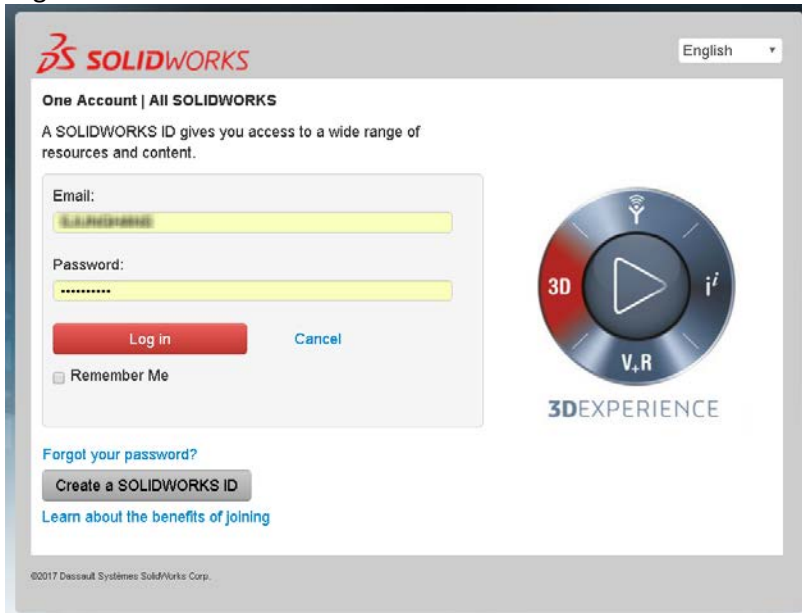 3S SOLIDWORKS
English
One Account | All SOLIDWORKS
A SOLIDWORKS ID gives you access to a wide range of
resources and content.
Email:
Password:
••••••••••
Log in
Cancel
Remember Me
3D
i i
V+R
3DEXPERIENCE
Forgot your password?
Create a SOLIDWORKS ID
Learn about the benefits of joining
©2017 Dassault Systèmes SolidWorks Corp.